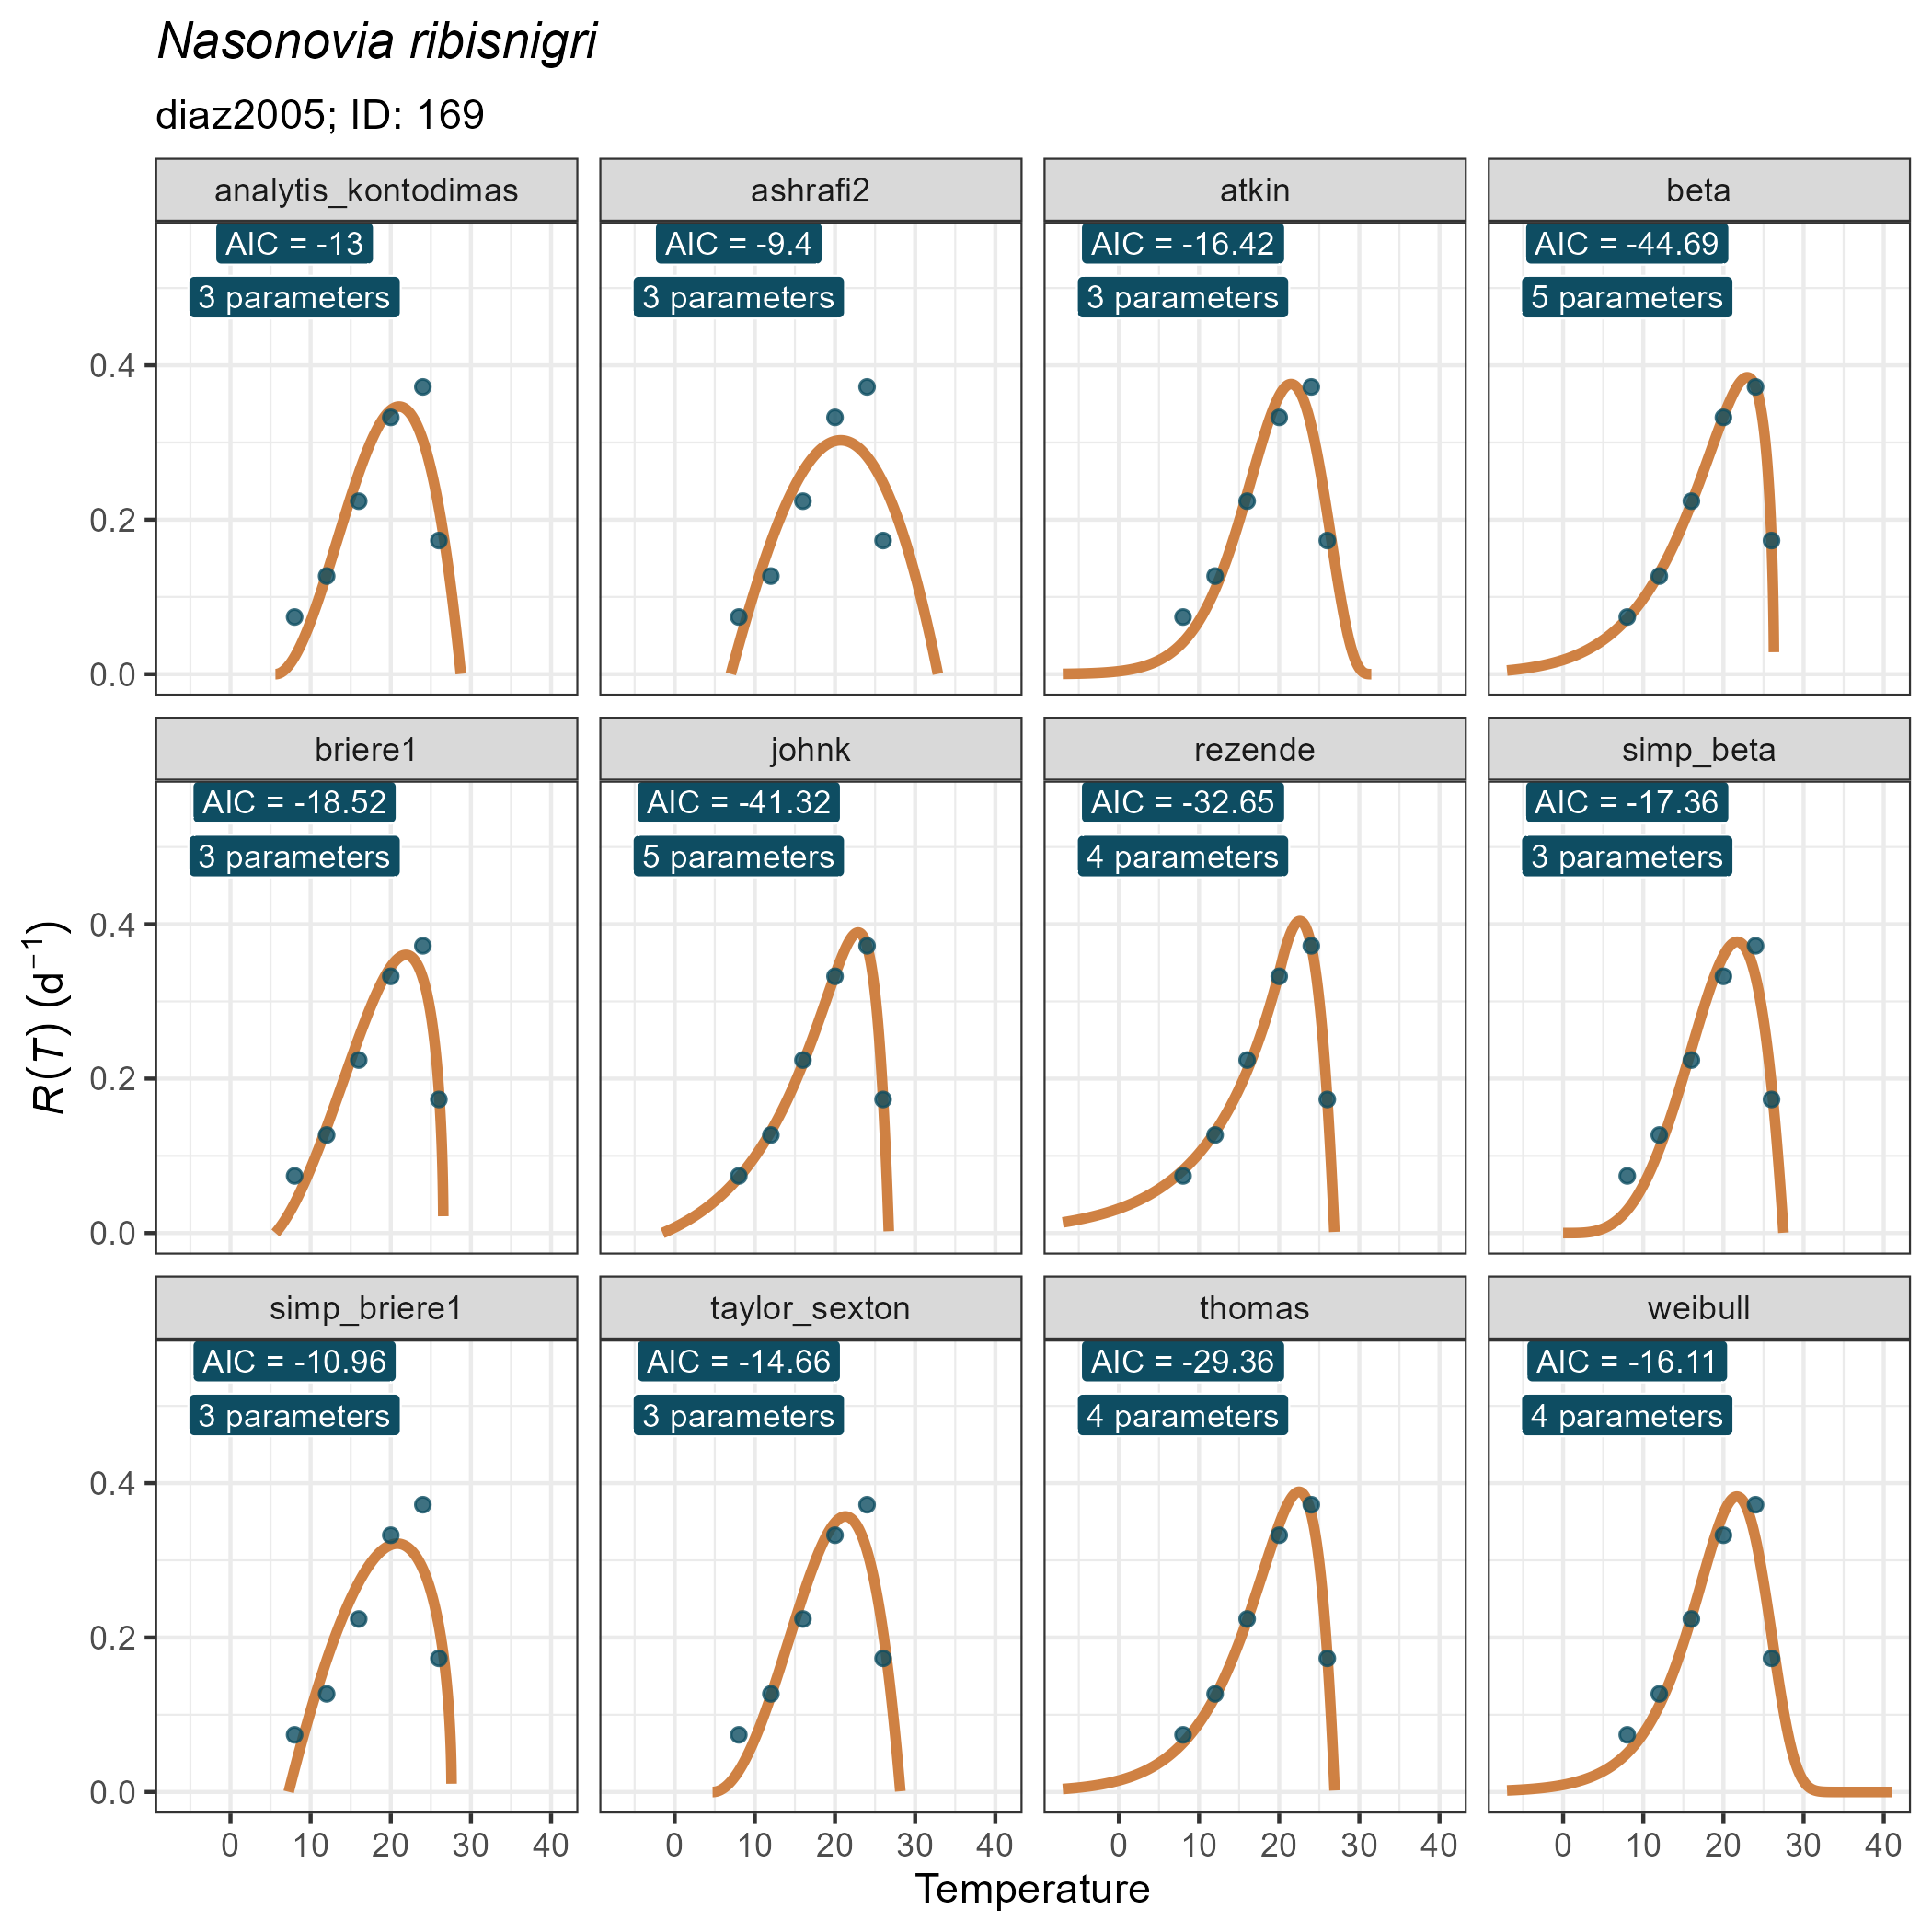 Nasonovia ribisnigri
diaz2005; ID: 169
analytis_kontodimas
ashrafi2
atkin
beta
AIC = -13
AIC = -9.4
AIC = -16.42
AIC = -44.69
3 parameters
3 parameters
3 parameters
5 parameters
0.4
0.2
0.0
briere1
johnk
rezende
simp_beta
AIC = -18.52
AIC = -41.32
AIC = -32.65
AIC = -17.36
3 parameters
5 parameters
4 parameters
3 parameters
0.4
0.2
0.0
R(T) (d⁻¹)
simp_briere1
taylor_sexton
thomas
weibull
AIC = -10.96
AIC = -14.66
AIC = -29.36
AIC = -16.11
3 parameters
3 parameters
4 parameters
4 parameters
0.4
0.2
0.0
0 10 20 30 40
0 10 20 30 40
0 10 20 30 40
0 10 20 30 40
Temperature